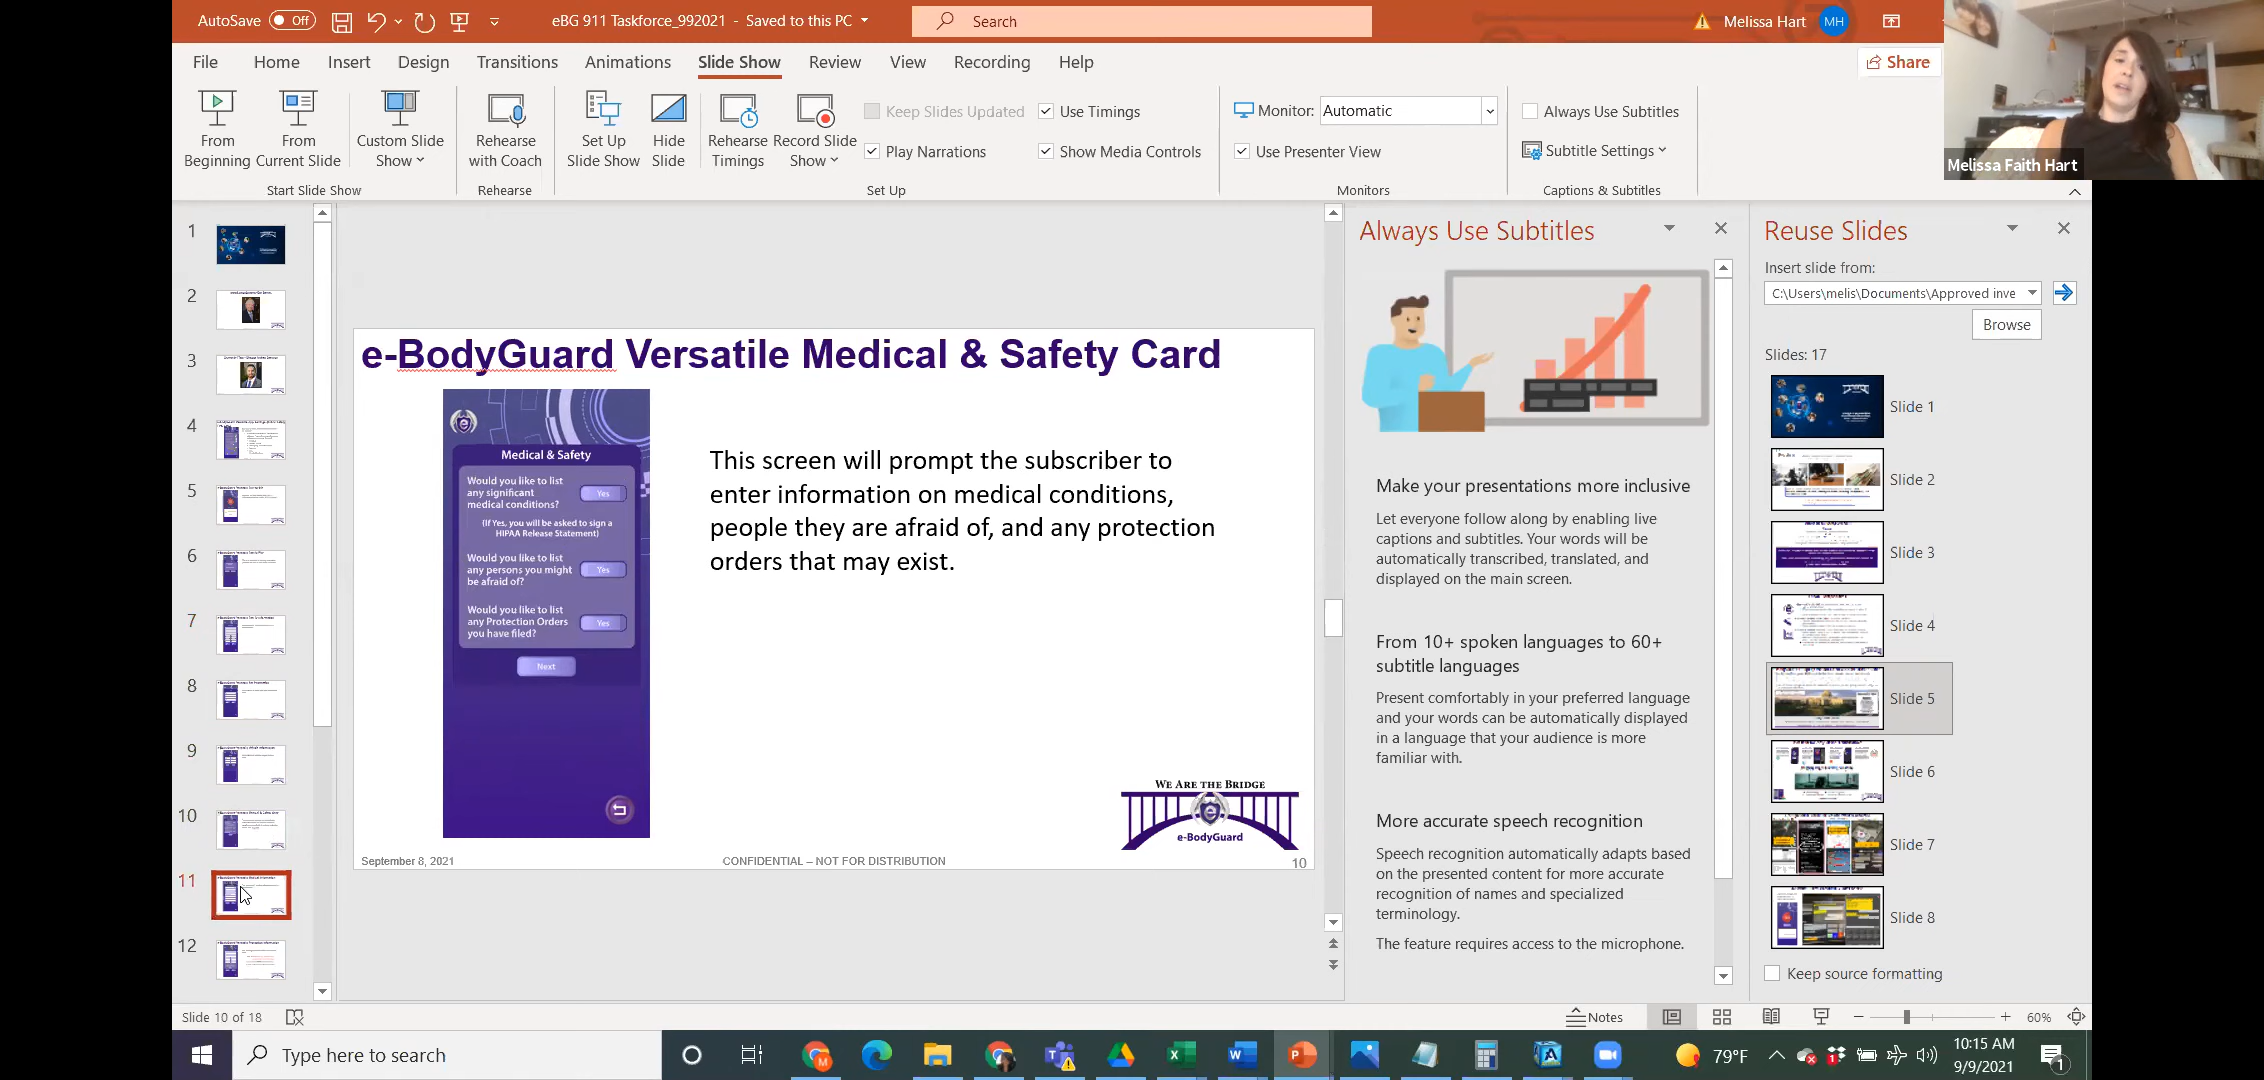 AutoSave Off
eBG 911 Taskforce_992021 - Saved to this PC
Search
Melissa Hart MH
File Home Insert Design Transitions Animations Slide Show Review View Recording Help
Share
From Beginning
From Current Slide
Custom Slide Show
Rehearse with Coach
Set Up Slide Show
Hide Slide
Rehearse Timings
Record Slide Show
Keep Slides Updated
Use Timings
Play Narrations
Show Media Controls
Monitor: Automatic
Use Presenter View
Always Use Subtitles
Subtitle Settings
Start Slide Show
Rehearse
Set Up
Monitors
Captions & Subtitles
Melissa Faith Hart
1
2
3
4
5
6
7
8
9
10
11
12
e-BodyGuard Versatile Medical & Safety Card
Medical & Safety
Would you like to list
any significant
medical conditions?
Yes
(If Yes, you will be asked to sign a
HIPAA Release Statement)
Would you like to list
any persons you might
be afraid of?
Yes
Would you like to list
any Protection Orders
you have filed?
Yes
Next
This screen will prompt the subscriber to
enter information on medical conditions,
people they are afraid of, and any protection
orders that may exist.
WE ARE THE BRIDGE
e
e-BodyGuard
September 8, 2021
CONFIDENTIAL – NOT FOR DISTRIBUTION
10
Always Use Subtitles
Make your presentations more inclusive
Let everyone follow along by enabling live
captions and subtitles. Your words will be
automatically transcribed, translated, and
displayed on the main screen.
From 10+ spoken languages to 60+
subtitle languages
Present comfortably in your preferred language
and your words can be automatically displayed
in a language that your audience is more
familiar with.
More accurate speech recognition
Speech recognition automatically adapts based
on the presented content for more accurate
recognition of names and specialized
terminology.
The feature requires access to the microphone.
Reuse Slides
Insert slide from:
C:\Users\melis\Documents\Approved inve
Browse
Slides: 17
Slide 1
Slide 2
Slide 3
Slide 4
Slide 5
Slide 6
Slide 7
Slide 8
Keep source formatting
Slide 10 of 18
Notes
60%
Type here to search
79°F
10:15 AM
9/9/2021
1